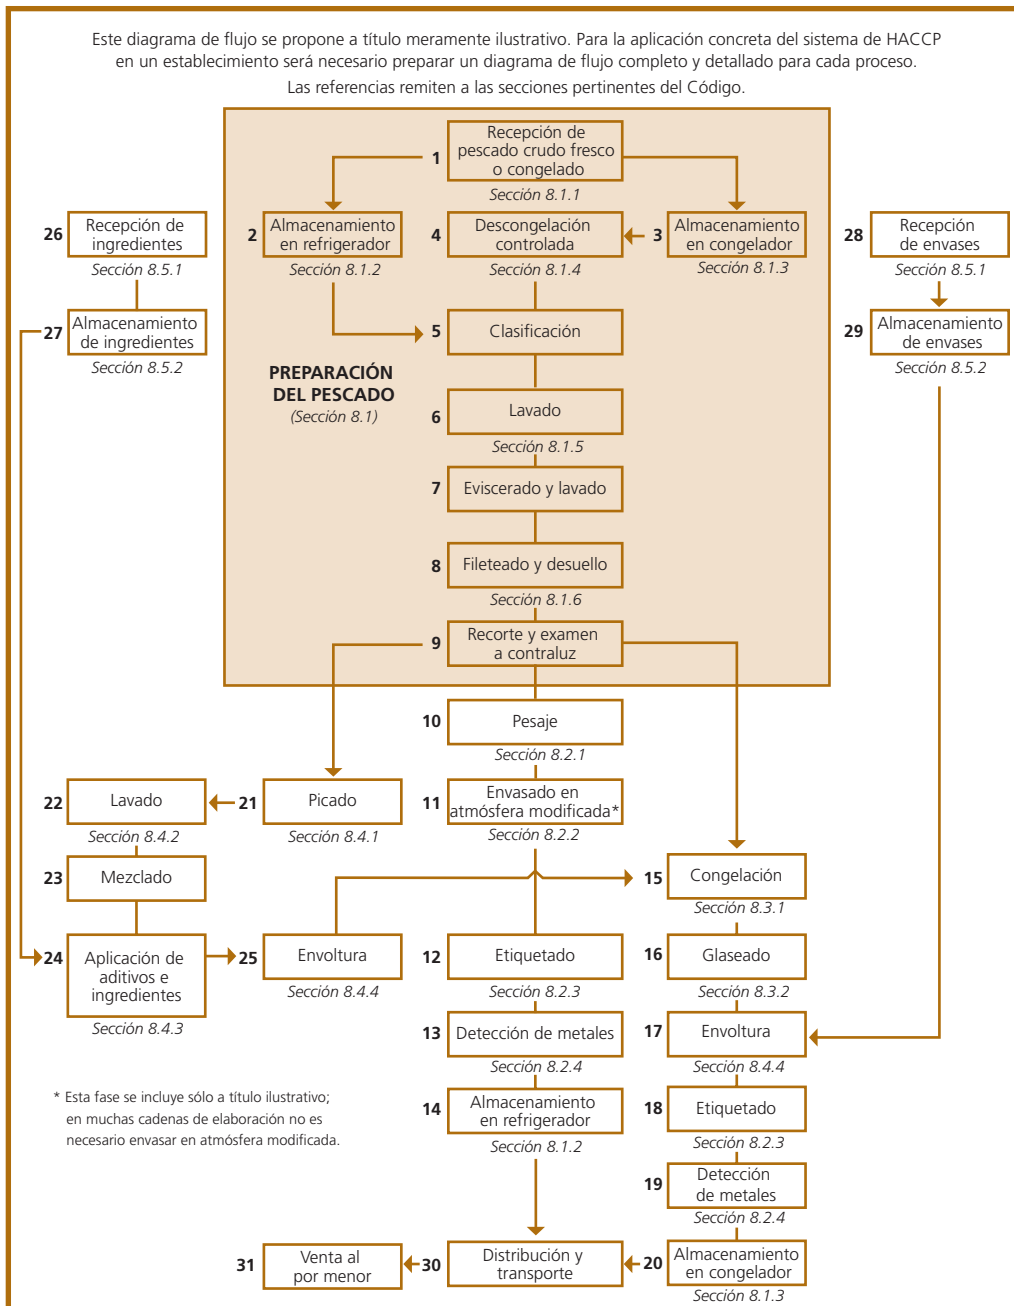 Este diagrama de flujo se propone a título meramente ilustrativo. Para la aplicación concreta del sistema de HACCP
en un establecimiento será necesario preparar un diagrama de flujo completo y detallado para cada proceso.
Las referencias remiten a las secciones pertinentes del Código.
1
Recepción de
pescado crudo fresco
o congelado
Sección 8.1.1
26
Recepción de
ingredientes
Sección 8.5.1
2
Almacenamiento
en refrigerador
Sección 8.1.2
4
Descongelación
controlada
Sección 8.1.4
3
Almacenamiento
en congelador
Sección 8.1.3
28
Recepción
de envases
Sección 8.5.1
27
Almacenamiento
de ingredientes
Sección 8.5.2
5
Clasificación
29
Almacenamiento
de envases
Sección 8.5.2
PREPARACIÓN
DEL PESCADO
(Sección 8.1)
6
Lavado
Sección 8.1.5
7
Eviscerado y lavado
8
Fileteado y desuello
Sección 8.1.6
9
Recorte y examen
a contraluz
10
Pesaje
Sección 8.2.1
22
Lavado
Sección 8.4.2
21
Picado
Sección 8.4.1
11
Envasado en
atmósfera modificada*
Sección 8.2.2
23
Mezclado
15
Congelación
Sección 8.3.1
24
Aplicación de
aditivos e
ingredientes
Sección 8.4.3
25
Envoltura
Sección 8.4.4
12
Etiquetado
Sección 8.2.3
16
Glaseado
Sección 8.3.2
13
Detección de metales
Sección 8.2.4
17
Envoltura
Sección 8.4.4
* Esta fase se incluye sólo a título ilustrativo;
en muchas cadenas de elaboración no es
necesario envasar en atmósfera modificada.
14
Almacenamiento
en refrigerador
Sección 8.1.2
18
Etiquetado
Sección 8.2.3
19
Detección
de metales
Sección 8.2.4
31
Venta al
por menor
30
Distribución y
transporte
20
Almacenamiento
en congelador
Sección 8.1.3